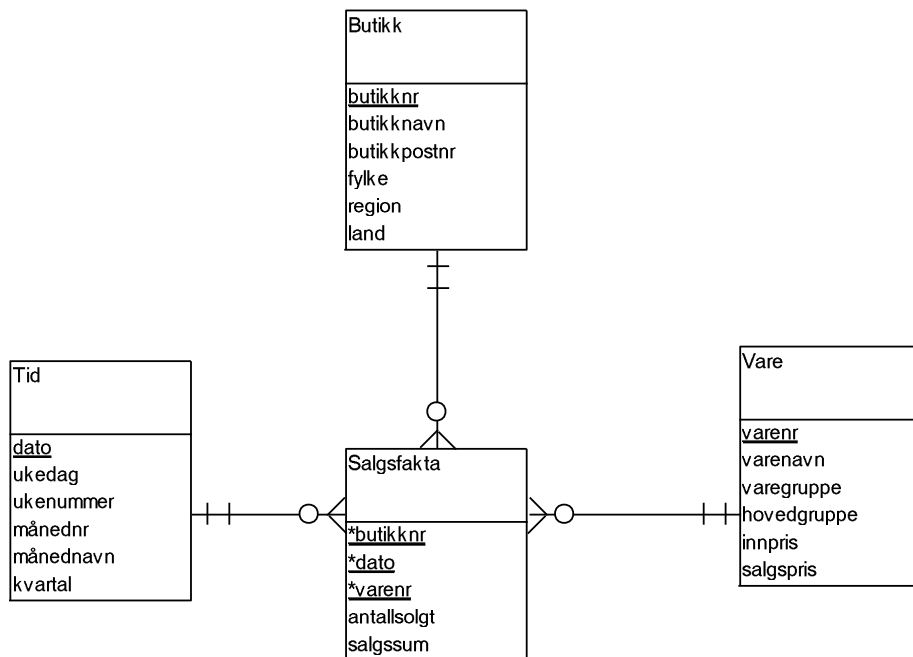 Butikk
butikknr
butikknavn
butikkpostnr
fylke
region
land
Tid
dato
ukedag
ukenummer
månednr
månednavn
kvartal
Salgsfakta
*butikknr
*dato
*varenr
antallsolgt
salgssum
Vare
varenr
varenavn
varegruppe
hovedgruppe
innpris
salgspris